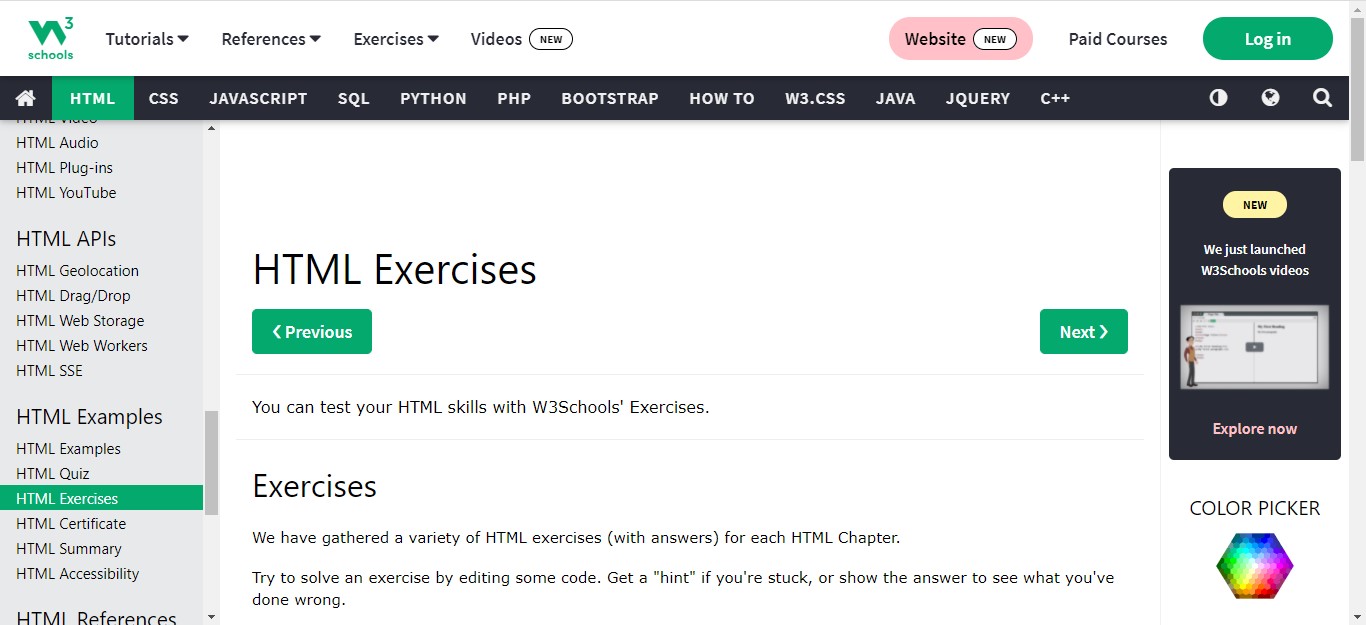 W3
schools
Tutorials
References
Exercises
Videos
NEW
Website
NEW
Paid Courses
Log in
HTML
CSS
JAVASCRIPT
SQL
PYTHON
PHP
BOOTSTRAP
HOW TO
W3.CSS
JAVA
JQUERY
C++
HTML Video
HTML Audio
HTML Plug-ins
HTML YouTube
HTML APIs
HTML Geolocation
HTML Drag/Drop
HTML Web Storage
HTML Web Workers
HTML SSE
HTML Examples
HTML Examples
HTML Quiz
HTML Exercises
HTML Certificate
HTML Summary
HTML Accessibility
HTML References
HTML Exercises
❮ Previous
Next ❯
You can test your HTML skills with W3Schools' Exercises.
Exercises
We have gathered a variety of HTML exercises (with answers) for each HTML Chapter.
Try to solve an exercise by editing some code. Get a "hint" if you're stuck, or show the answer to see what you've
done wrong.
NEW
We just launched
W3Schools videos
Explore now
COLOR PICKER